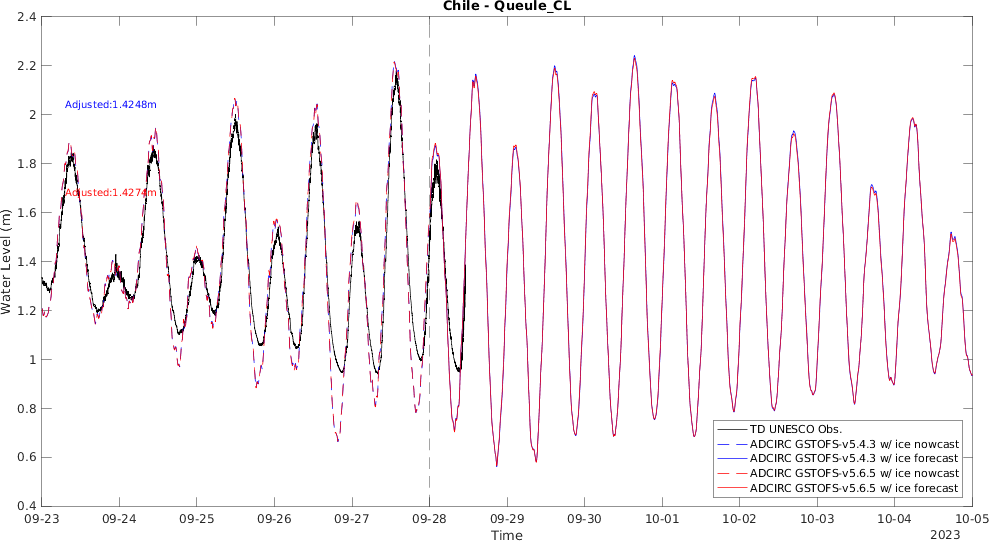 Chile - Queule_CL
2.4
2.2
2
1.8
1.6
1.4
1.2
1
0.8
0.6
0.4
Water Level (m)
Adjusted:1.4248m
Adjusted:1.4274m
TD UNESCO Obs.
ADCIRC GSTOFS-v5.4.3 w/ ice nowcast
ADCIRC GSTOFS-v5.4.3 w/ ice forecast
ADCIRC GSTOFS-v5.6.5 w/ ice nowcast
ADCIRC GSTOFS-v5.6.5 w/ ice forecast
09-23 09-24 09-25 09-26 09-27 09-28 09-29 09-30 10-01 10-02 10-03 10-04 10-05
Time
2023